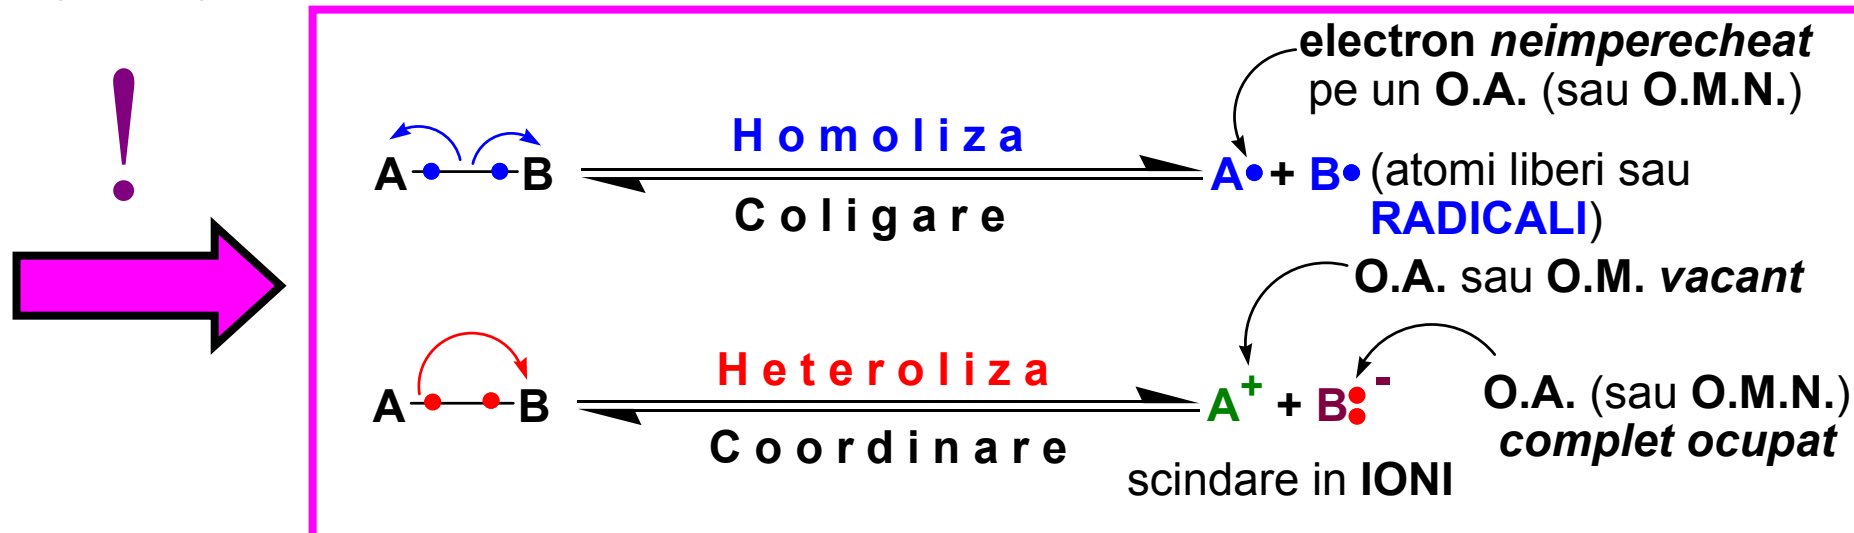 !
electron neimperecheat
pe un O.A. (sau O.M.N.)
Homoliza
A B A + B (atomi liberi sau
RADICALI)
Coligare
O.A. sau O.M. vacant
Heteroliza
A B A+ + B - O.A. (sau O.M.N.)
complet ocupat
Coordinare
scindare in IONI